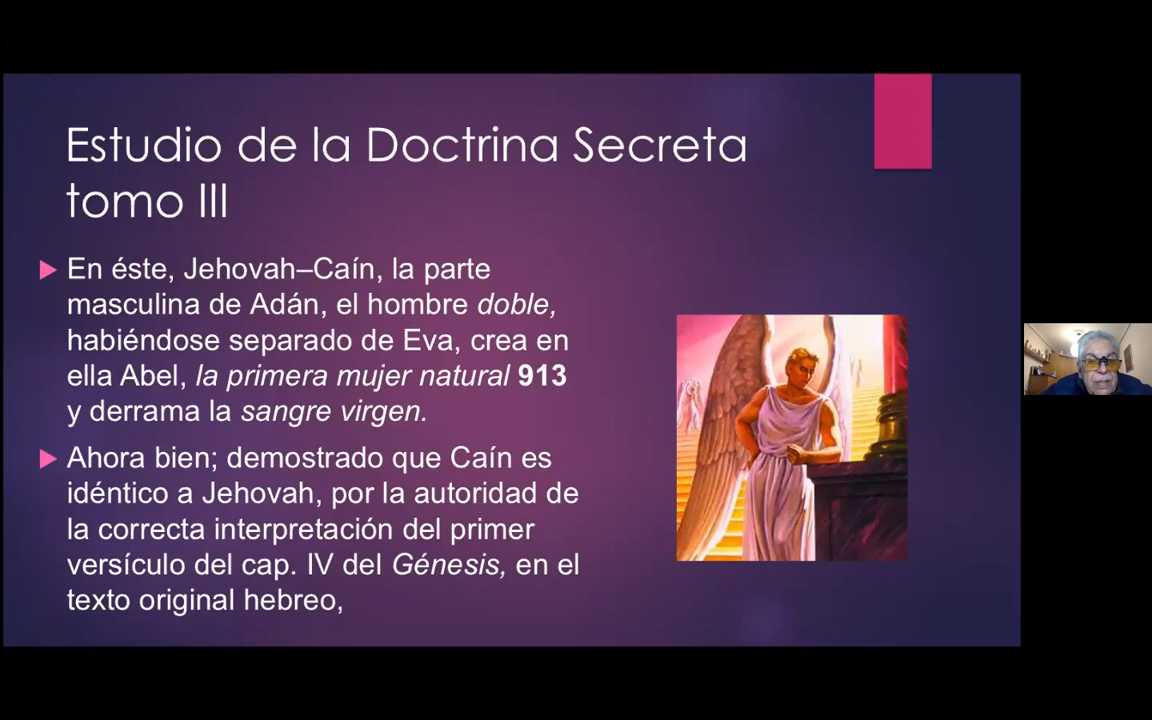 Estudio de la Doctrina Secreta
tomo III
En éste, Jehovah–Caín, la parte
masculina de Adán, el hombre doble,
habiéndose separado de Eva, crea en
ella Abel, la primera mujer natural 913
y derrama la sangre virgen.
Ahora bien; demostrado que Caín es
idéntico a Jehovah, por la autoridad de
la correcta interpretación del primer
versículo del cap. IV del Génesis, en el
texto original hebreo,